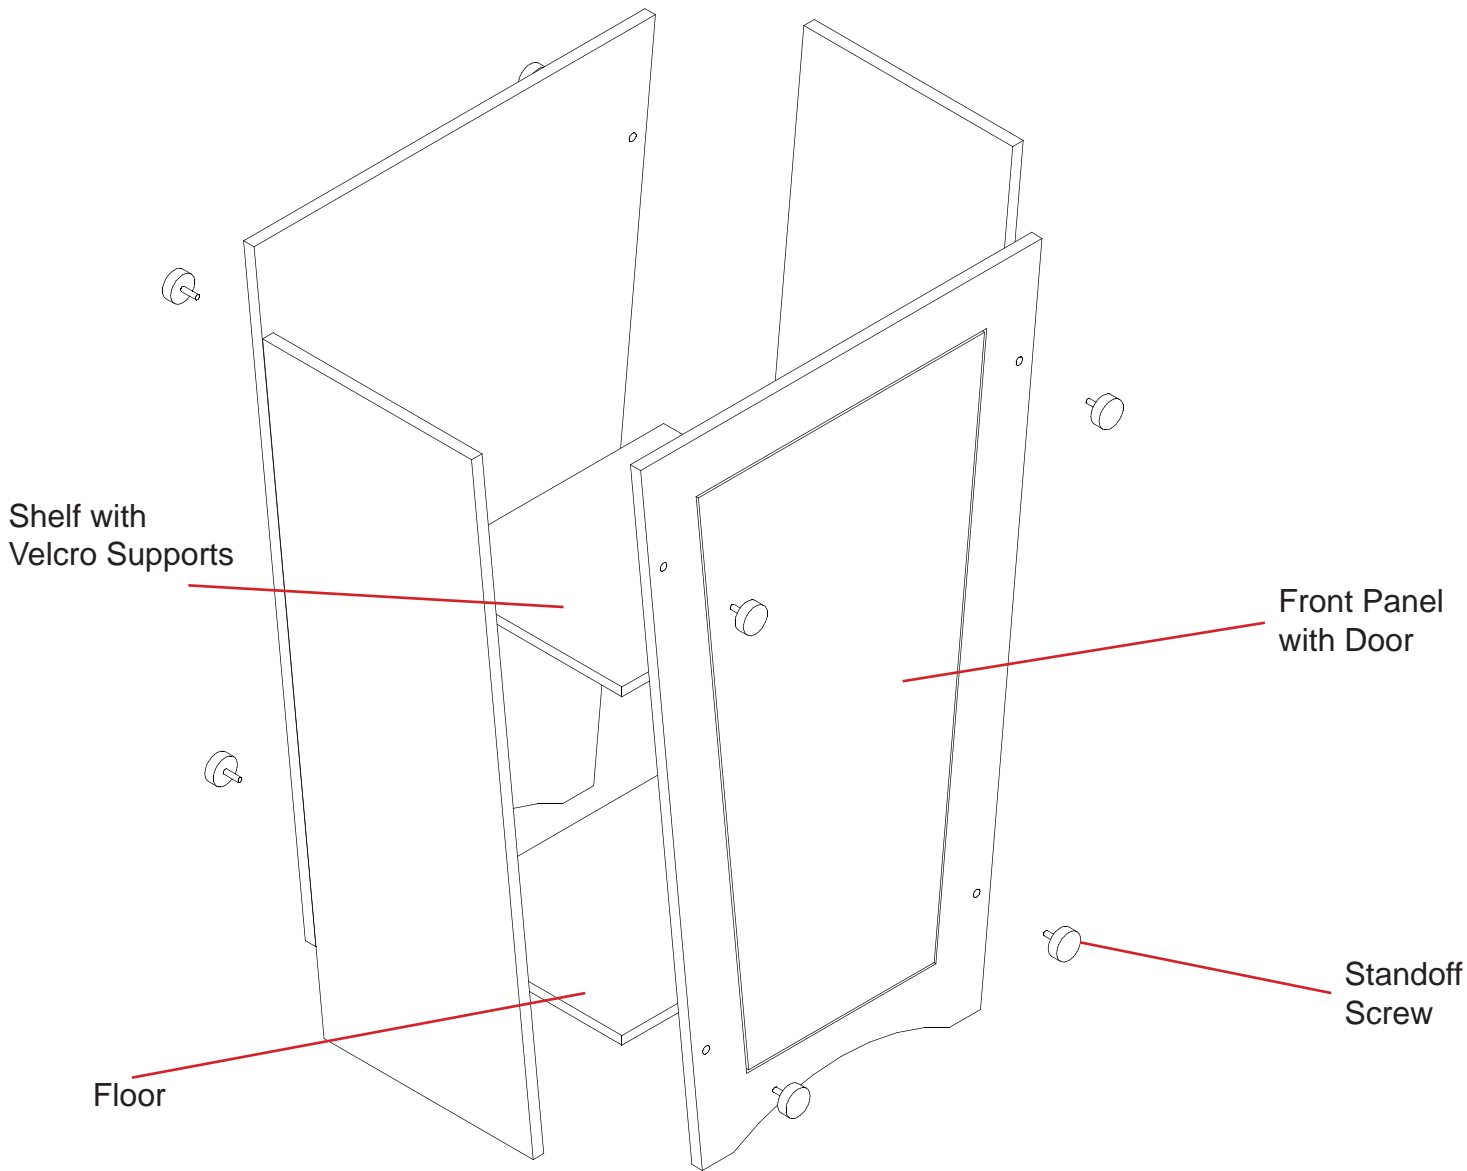 Shelf with
Velcro Supports
Front Panel
with Door
Standoff
Screw
Floor